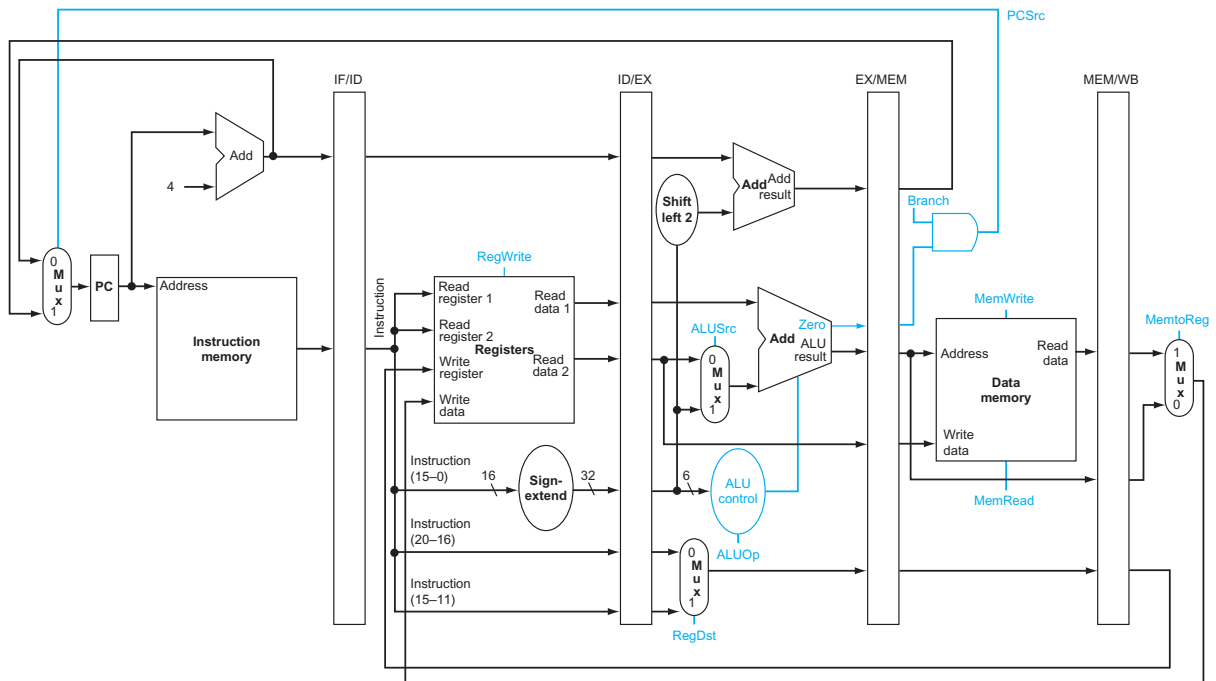 PCSrc
IF/ID
ID/EX
EX/MEM
MEM/WB
Add
4
Shift
left 2
Add
Add
result
Branch
0
M
u
x
1
PC
Address
Instruction
memory
Instruction
RegWrite
Read
register 1
Read
register 2
Write
register
Write
data
Registers
Read
data 1
Read
data 2
ALUSrc
0
M
u
x
1
Zero
Add
ALU
result
MemWrite
Address
Read
data
Data
memory
Write
data
MemRead
MemtoReg
1
M
u
x
0
Instruction
(15–0)
16
Sign-
extend
32
6
ALU
control
ALUOp
Instruction
(20–16)
Instruction
(15–11)
0
M
u
x
1
RegDst